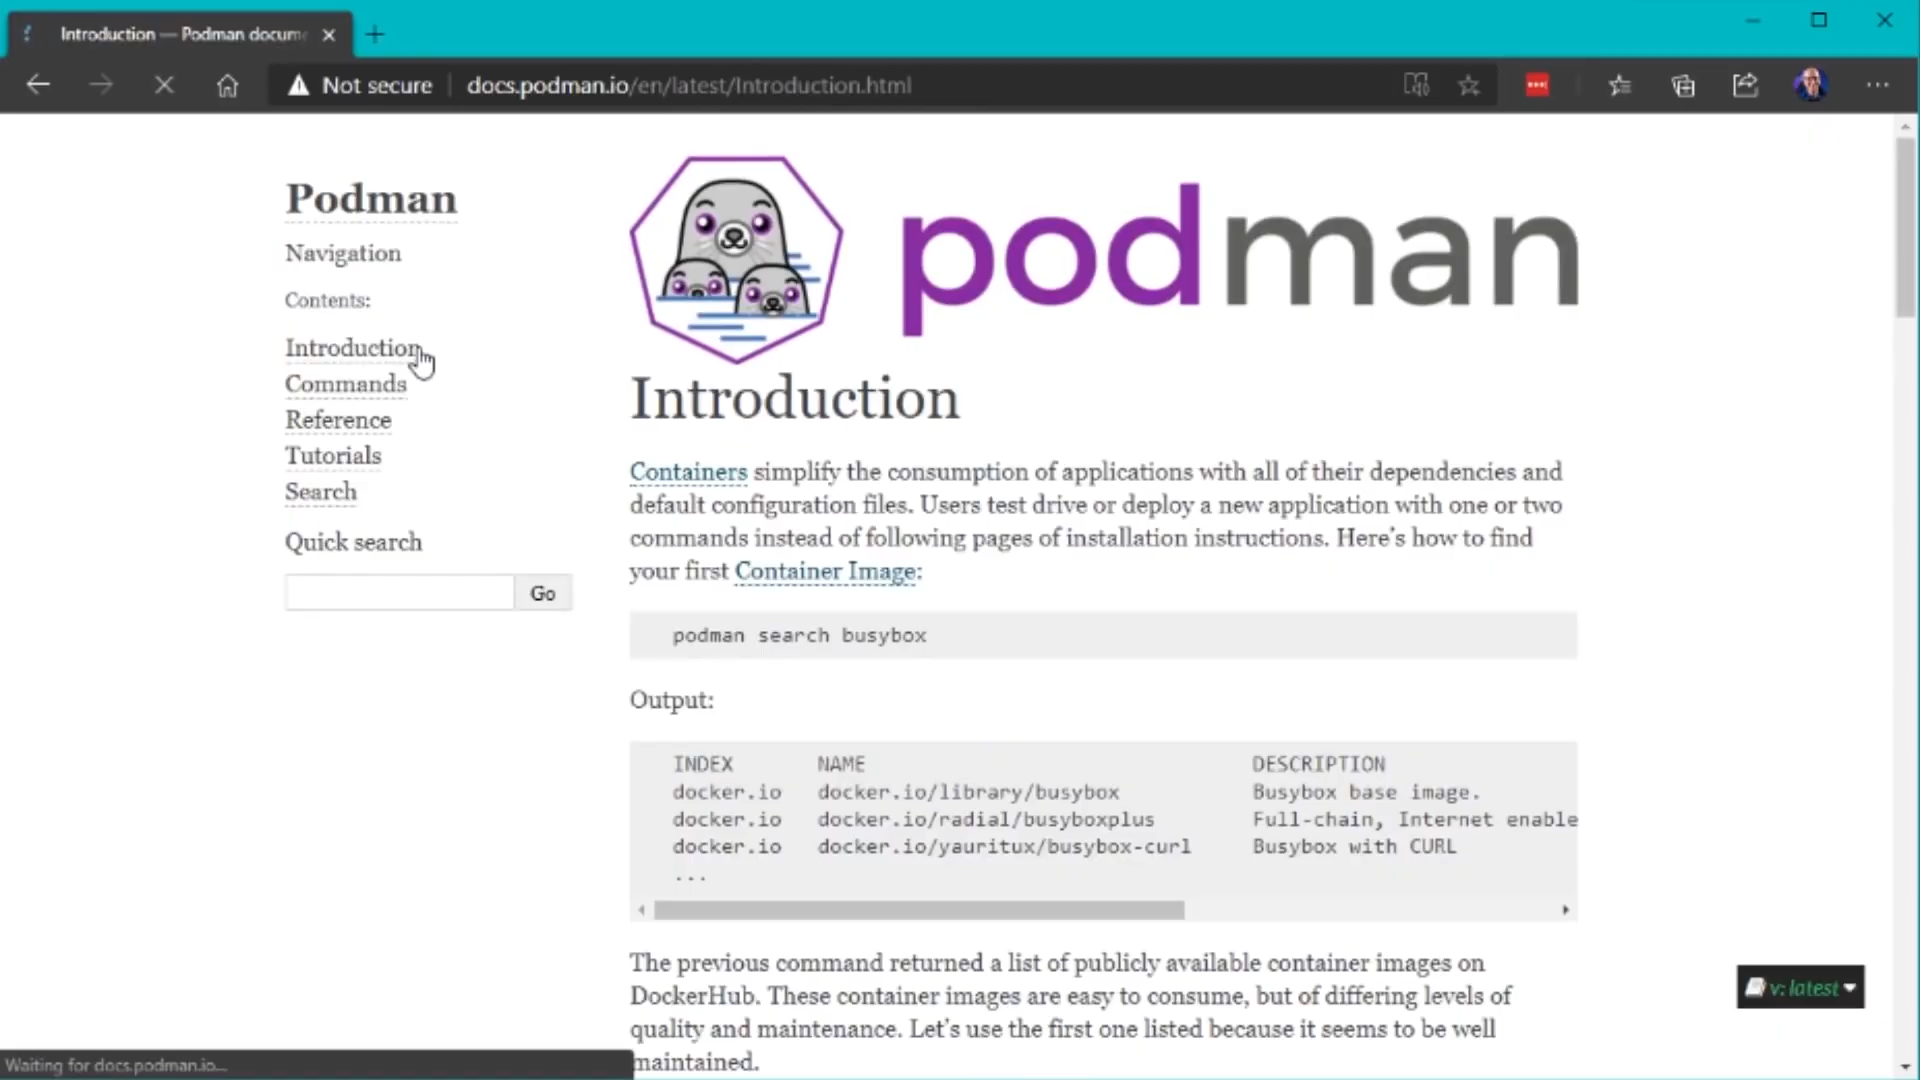 Introduction — Podman docum
Not secure
docs.podman.io/en/latest/Introduction.html
Podman
Navigation
Contents:
Introduction
Commands
Reference
Tutorials
Search
Quick search
Go
podman
Introduction
Containers simplify the consumption of applications with all of their dependencies and
default configuration files. Users test drive or deploy a new application with one or two
commands instead of following pages of installation instructions. Here's how to find
your first Container Image:
podman search busybox
Output:
INDEX NAME DESCRIPTION
docker.io docker.io/library/busybox Busybox base image.
docker.io docker.io/radial/busyboxplus Full-chain, Internet enable
docker.io docker.io/yauritux/busybox-curl Busybox with CURL
...
The previous command returned a list of publicly available container images on
DockerHub. These container images are easy to consume, but of differing levels of
quality and maintenance. Let's use the first one listed because it seems to be well
maintained.
v: latest
Waiting for docs.podman.io...